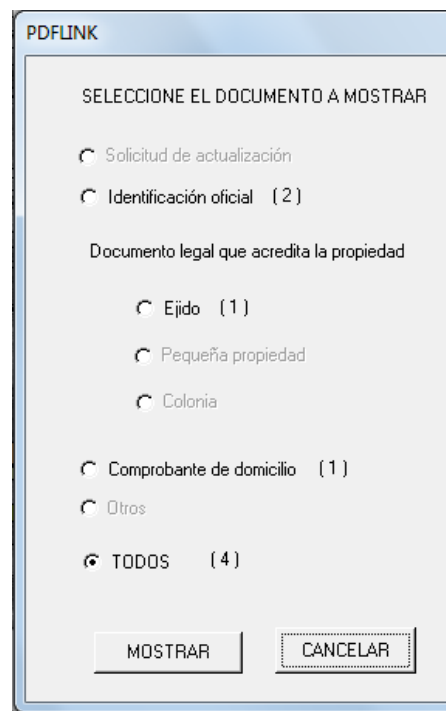 PDFLINK
SELECCIONE EL DOCUMENTO A MOSTRAR
Solicitud de actualización
Identificación oficial ( 2 )
Documento legal que acredita la propiedad
Ejido ( 1 )
Pequeña propiedad
Colonia
Comprobante de domicilio ( 1 )
Otros
TODOS ( 4 )
MOSTRAR CANCELAR